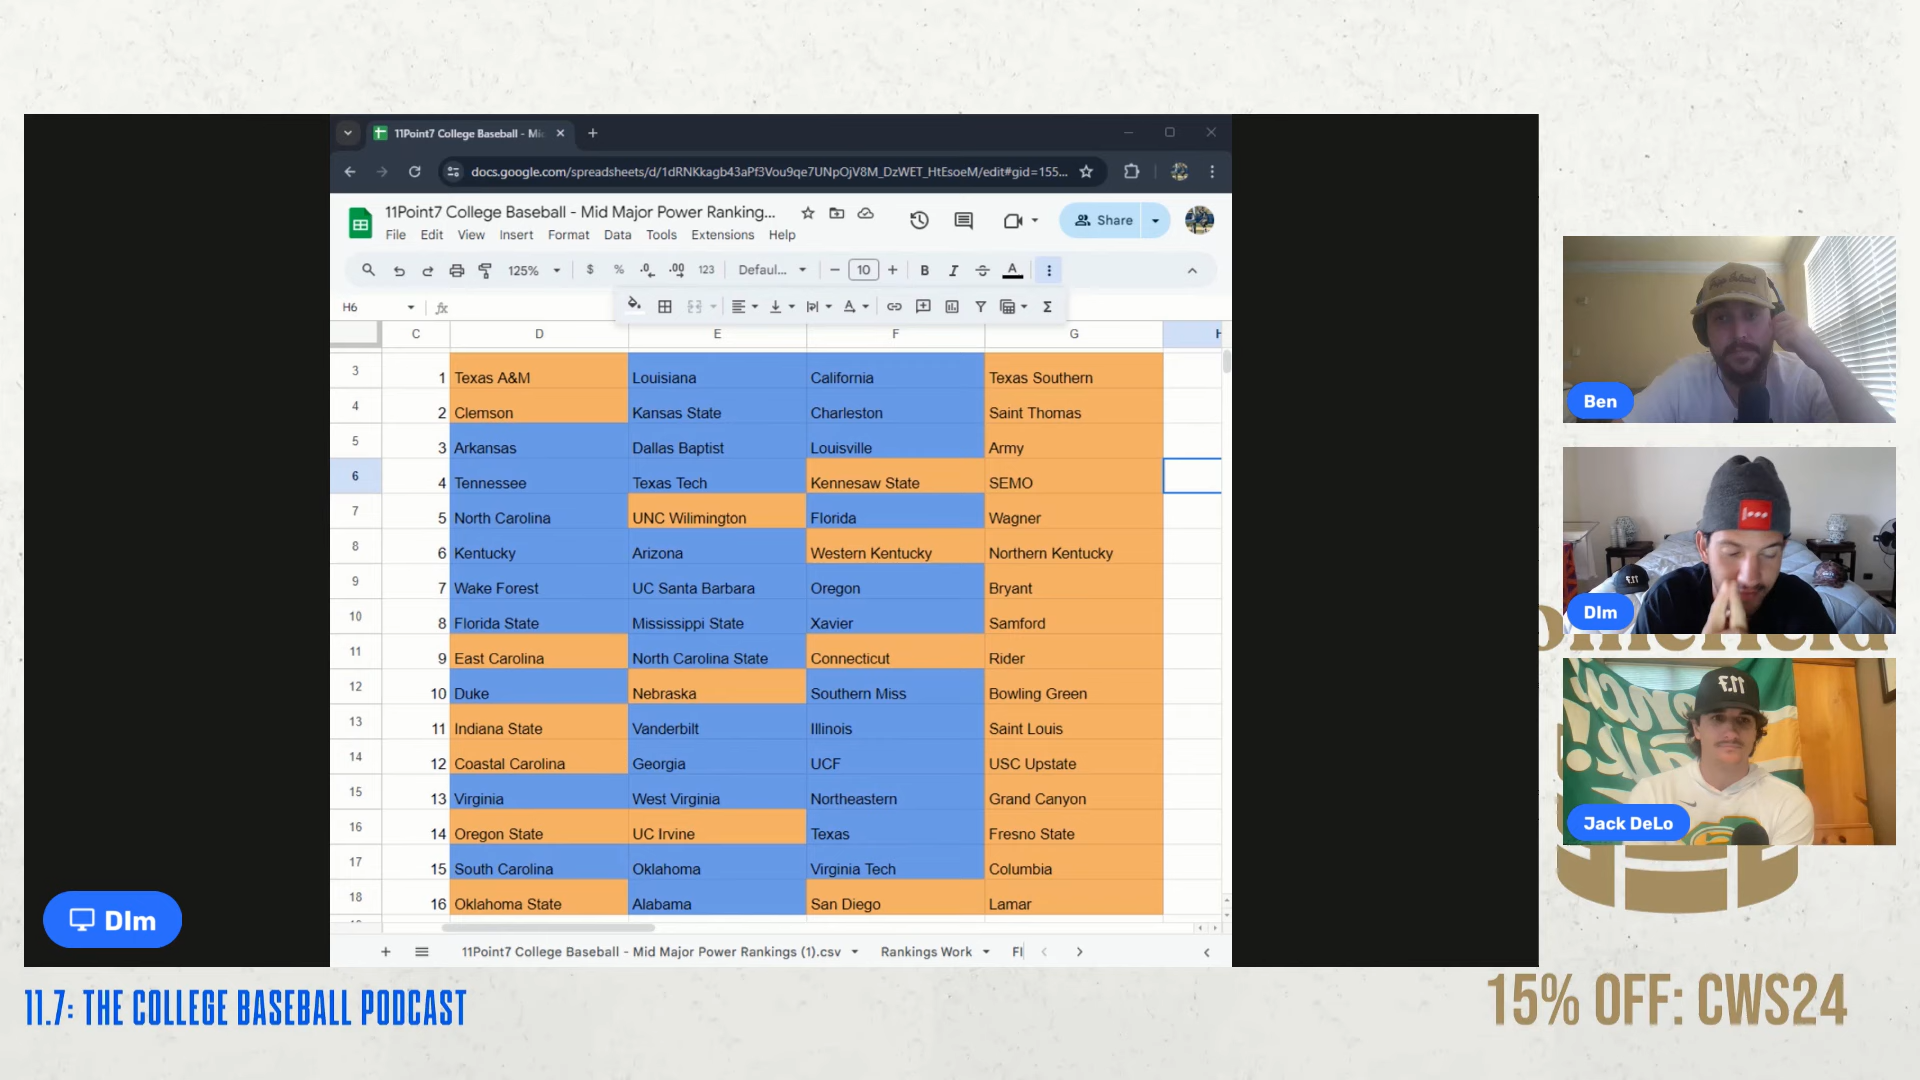 11Point7 College Baseball - Mi
docs.google.com/spreadsheets/d/1dRNKkagb43aPf3Vou9qe7UNpOjV8M_DzWET_HtEsoeM/edit#gid=155...
11Point7 College Baseball - Mid Major Power Ranking...
Share
File Edit View Insert Format Data Tools Extensions Help
125% $ % .0 .00 123 Defaul... − 10 + B I A
H6 fx
C D E F G H
3 1 Texas A&M Louisiana California Texas Southern
4 2 Clemson Kansas State Charleston Saint Thomas
5 3 Arkansas Dallas Baptist Louisville Army
6 4 Tennessee Texas Tech Kennesaw State SEMO
7 5 North Carolina UNC Wilimington Florida Wagner
8 6 Kentucky Arizona Western Kentucky Northern Kentucky
9 7 Wake Forest UC Santa Barbara Oregon Bryant
10 8 Florida State Mississippi State Xavier Samford
11 9 East Carolina North Carolina State Connecticut Rider
12 10 Duke Nebraska Southern Miss Bowling Green
13 11 Indiana State Vanderbilt Illinois Saint Louis
14 12 Coastal Carolina Georgia UCF USC Upstate
15 13 Virginia West Virginia Northeastern Grand Canyon
16 14 Oregon State UC Irvine Texas Fresno State
17 15 South Carolina Oklahoma Virginia Tech Columbia
18 16 Oklahoma State Alabama San Diego Lamar
11Point7 College Baseball - Mid Major Power Rankings (1).csv Rankings Work FI
Ben
Dlm
11.7
Jack DeLo
Dlm
11.7: THE COLLEGE BASEBALL PODCAST
15% OFF: CWS24